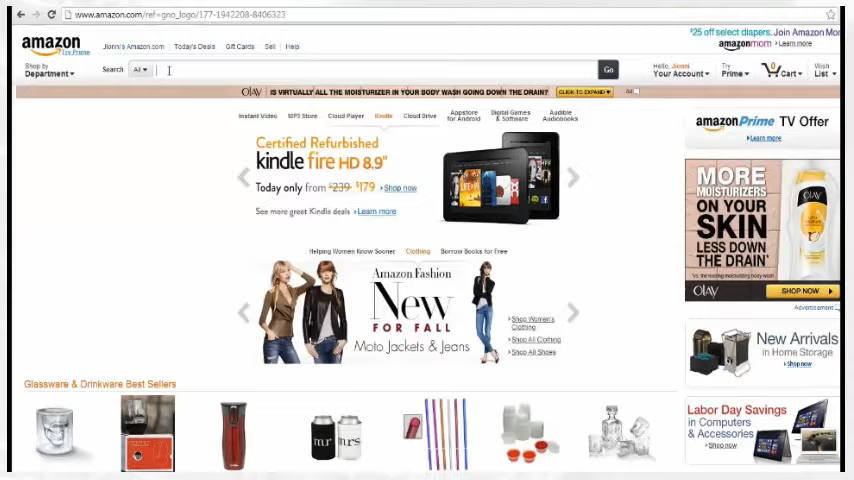 www.amazon.com/ref=gno_logo/177-1942208-8406323
$25 off select diapers. Join Amazon Mom
amazonmom Learn more
amazon
Try Prime
Jionni's Amazon.com Today's Deals Gift Cards Sell Help
Shop by
Department
Search All Go
Hello, Jionni
Your Account
Try
Prime
0
Cart
Wish
List
OLAY IS VIRTUALLY ALL THE MOISTURIZER IN YOUR BODY WASH GOING DOWN THE DRAIN? CLICK TO EXPAND
Ad
Instant Video MP3 Store Cloud Player Kindle Cloud Drive Appstore for Android Digital Games & Software Audible Audiobooks
Certified Refurbished
kindle fire HD 8.9"
Today only from $239 $179 Shop now
See more great Kindle deals Learn more
amazonPrime TV Offer
Learn more
MORE
MOISTURIZERS
ON YOUR
SKIN
LESS DOWN
THE DRAIN*
*Vs. the leading moisturizing body wash
OLAY SHOP NOW
OLAY
Advertisement
Helping Women Know Sooner Clothing Borrow Books for Free
Amazon Fashion
New
FOR FALL
Moto Jackets & Jeans
Shop Women's
Clothing
Shop All Clothing
Shop All Shoes
New Arrivals
in Home Storage
Shop now
Glassware & Drinkware Best Sellers
mr mrs
Labor Day Savings
in Computers
& Accessories
Shop now